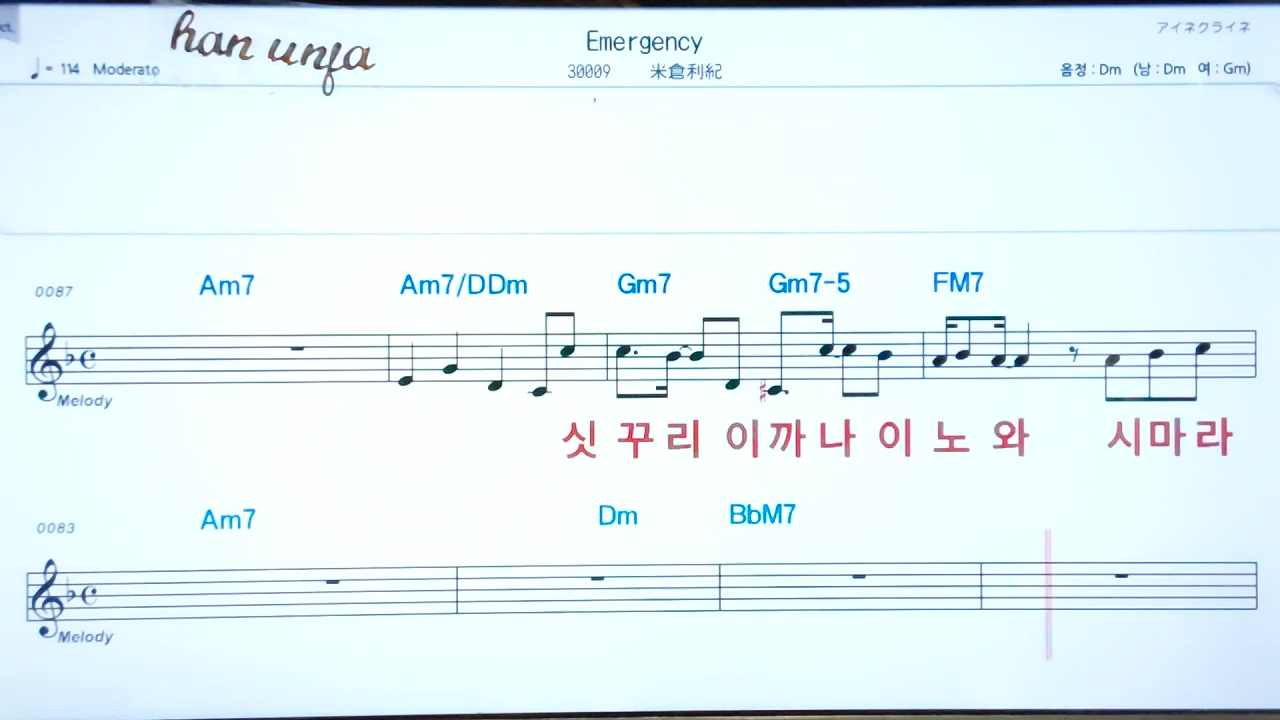 han unja
Emergency
アイネクライネ
= 114 Moderato
30009 米倉利紀
음정 : Dm (남 : Dm 여 : Gm)
0087
Am7 Am7/DDm Gm7 Gm7-5 FM7
Melody
싯 꾸 리 이 까 나 이 노 와 시 마 라
0083
Am7 Dm BbM7
Melody